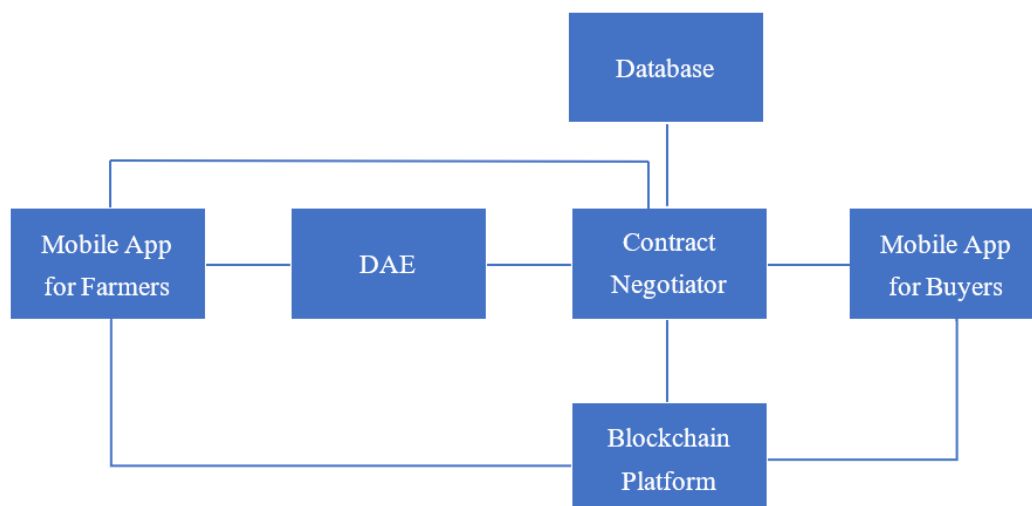 Database
Mobile App
for Farmers
DAE
Contract
Negotiator
Mobile App
for Buyers
Blockchain
Platform